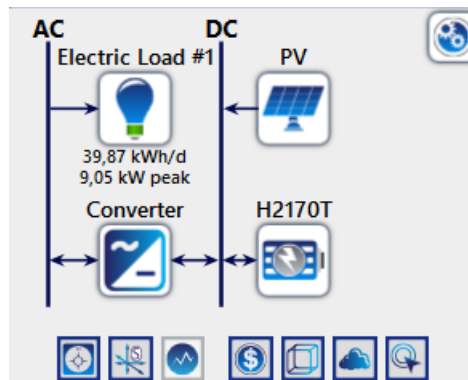 AC DC
Electric Load #1 PV
39,87 kWh/d
9,05 kW peak
Converter H2170T